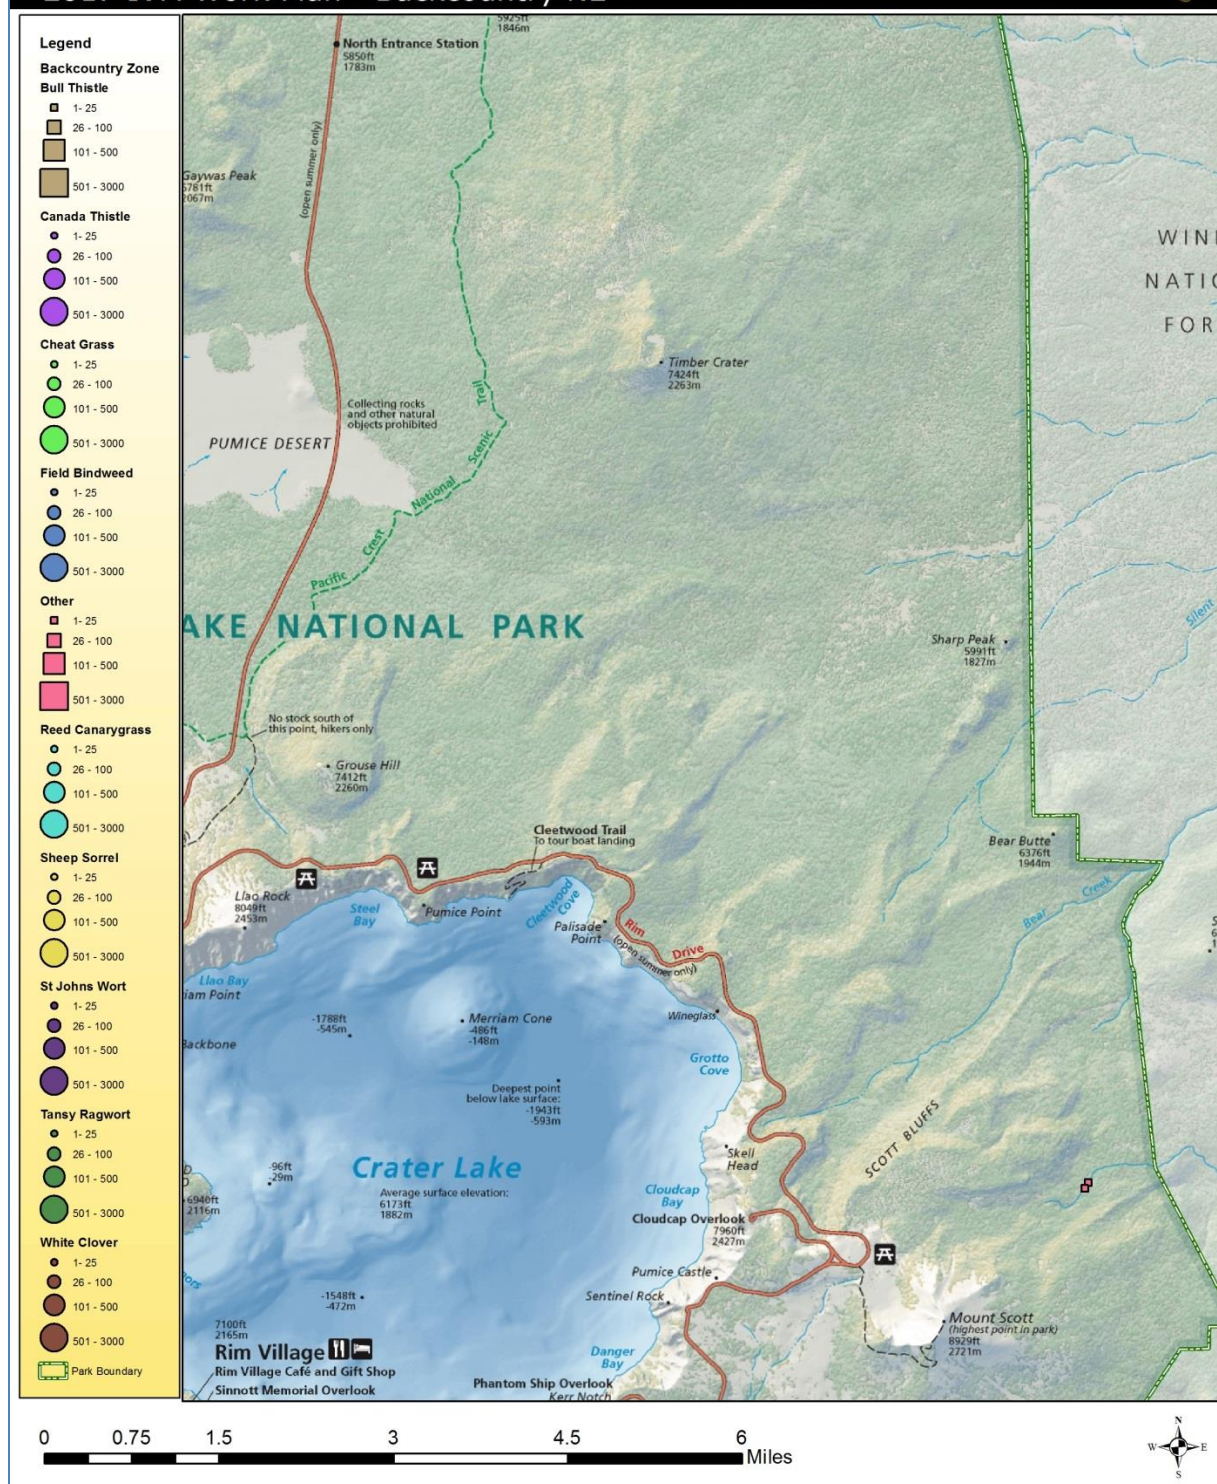 Legend
Backcountry Zone
Bull Thistle
1- 25
26 - 100
101 - 500
501 - 3000
Canada Thistle
1- 25
26 - 100
101 - 500
501 - 3000
Cheat Grass
1- 25
26 - 100
101 - 500
501 - 3000
Field Bindweed
1- 25
26 - 100
101 - 500
501 - 3000
Other
1- 25
26 - 100
101 - 500
501 - 3000
Reed Canarygrass
1- 25
26 - 100
101 - 500
501 - 3000
Sheep Sorrel
1- 25
26 - 100
101 - 500
501 - 3000
St Johns Wort
1- 25
26 - 100
101 - 500
501 - 3000
Tansy Ragwort
1- 25
26 - 100
101 - 500
501 - 3000
White Clover
1- 25
26 - 100
101 - 500
501 - 3000
Park Boundary
5925ft
1846m
North Entrance Station
5850ft
1783m
(open summer only)
Gaywas Peak
6781ft
2067m
WIN
NATIO
FOR
Timber Crater
7424ft
2263m
Collecting rocks
and other natural
objects prohibited
PUMICE DESERT
Pacific Crest National Scenic Trail
AKE NATIONAL PARK
Silent
Sharp Peak
5991ft
1827m
No stock south of
this point, hikers only
Grouse Hill
7412ft
2260m
Cleetwood Trail
To tour boat landing
Bear Butte
6376ft
1944m
Bear Creek
Llao Rock
8049ft
2453m
Steel
Bay
Pumice Point
Cleetwood
Cove
Palisade
Point
Rim Drive
(open summer only)
Llao Bay
iam Point
Backbone
-1788ft
-545m
Merriam Cone
-486ft
-148m
Wineglass
Grotto
Cove
Deepest point
below lake surface:
-1943ft
-593m
SCOTT BLUFFS
Skell
Head
Crater Lake
Average surface elevation:
6173ft
1882m
-96ft
-29m
6940ft
2116m
Cloudcap
Bay
Cloudcap Overlook
7960ft
2427m
Pumice Castle
Sentinel Rock
-1548ft
-472m
Mount Scott
(highest point in park)
8929ft
2721m
7100ft
2165m
Rim Village
Rim Village Café and Gift Shop
Sinnott Memorial Overlook
Danger
Bay
Phantom Ship Overlook
Kerr Notch
0 0.75 1.5 3 4.5 6
Miles
N
W E
S